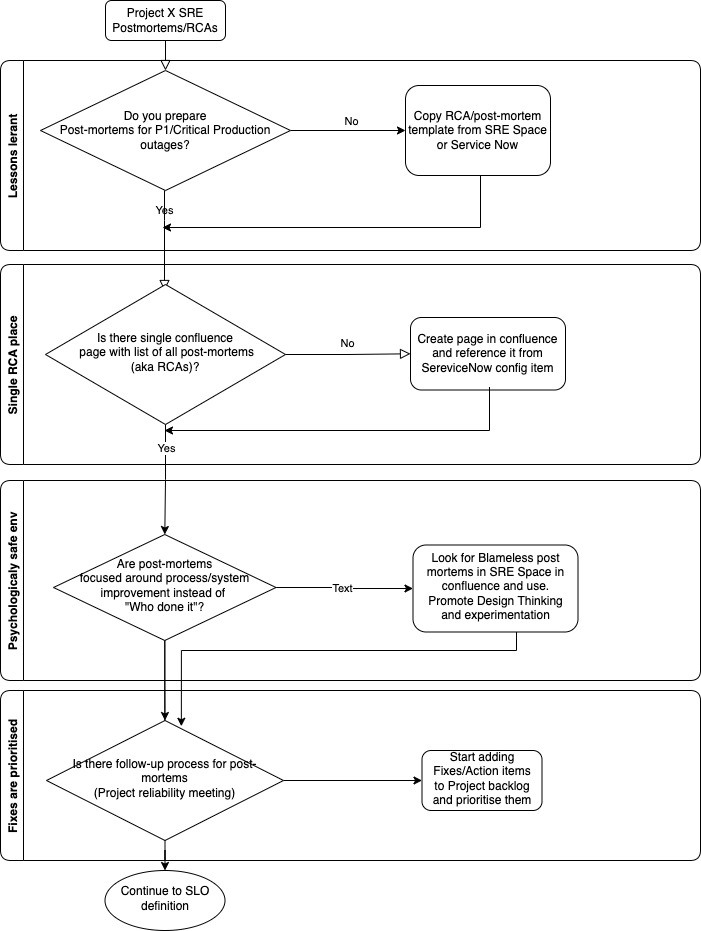 Project X SRE
Postmortems/RCAs
Lessons lerant
Do you prepare
Post-mortems for P1/Critical Production
outages?
No
Copy RCA/post-mortem
template from SRE Space
or Service Now
Yes
Single RCA place
Is there single confluence
page with list of all post-mortems
(aka RCAs)?
No
Create page in confluence
and reference it from
SereviceNow config item
Yes
Psychologicaly safe env
Are post-mortems
focused around process/system
improvement instead of
"Who done it"?
Text
Look for Blameless post
mortems in SRE Space in
confluence and use.
Promote Design Thinking
and experimentation
Fixes are prioritised
Is there follow-up process for post-
mortems
(Project reliability meeting)
Start adding
Fixes/Action items
to Project backlog
and prioritise them
Continue to SLO
definition